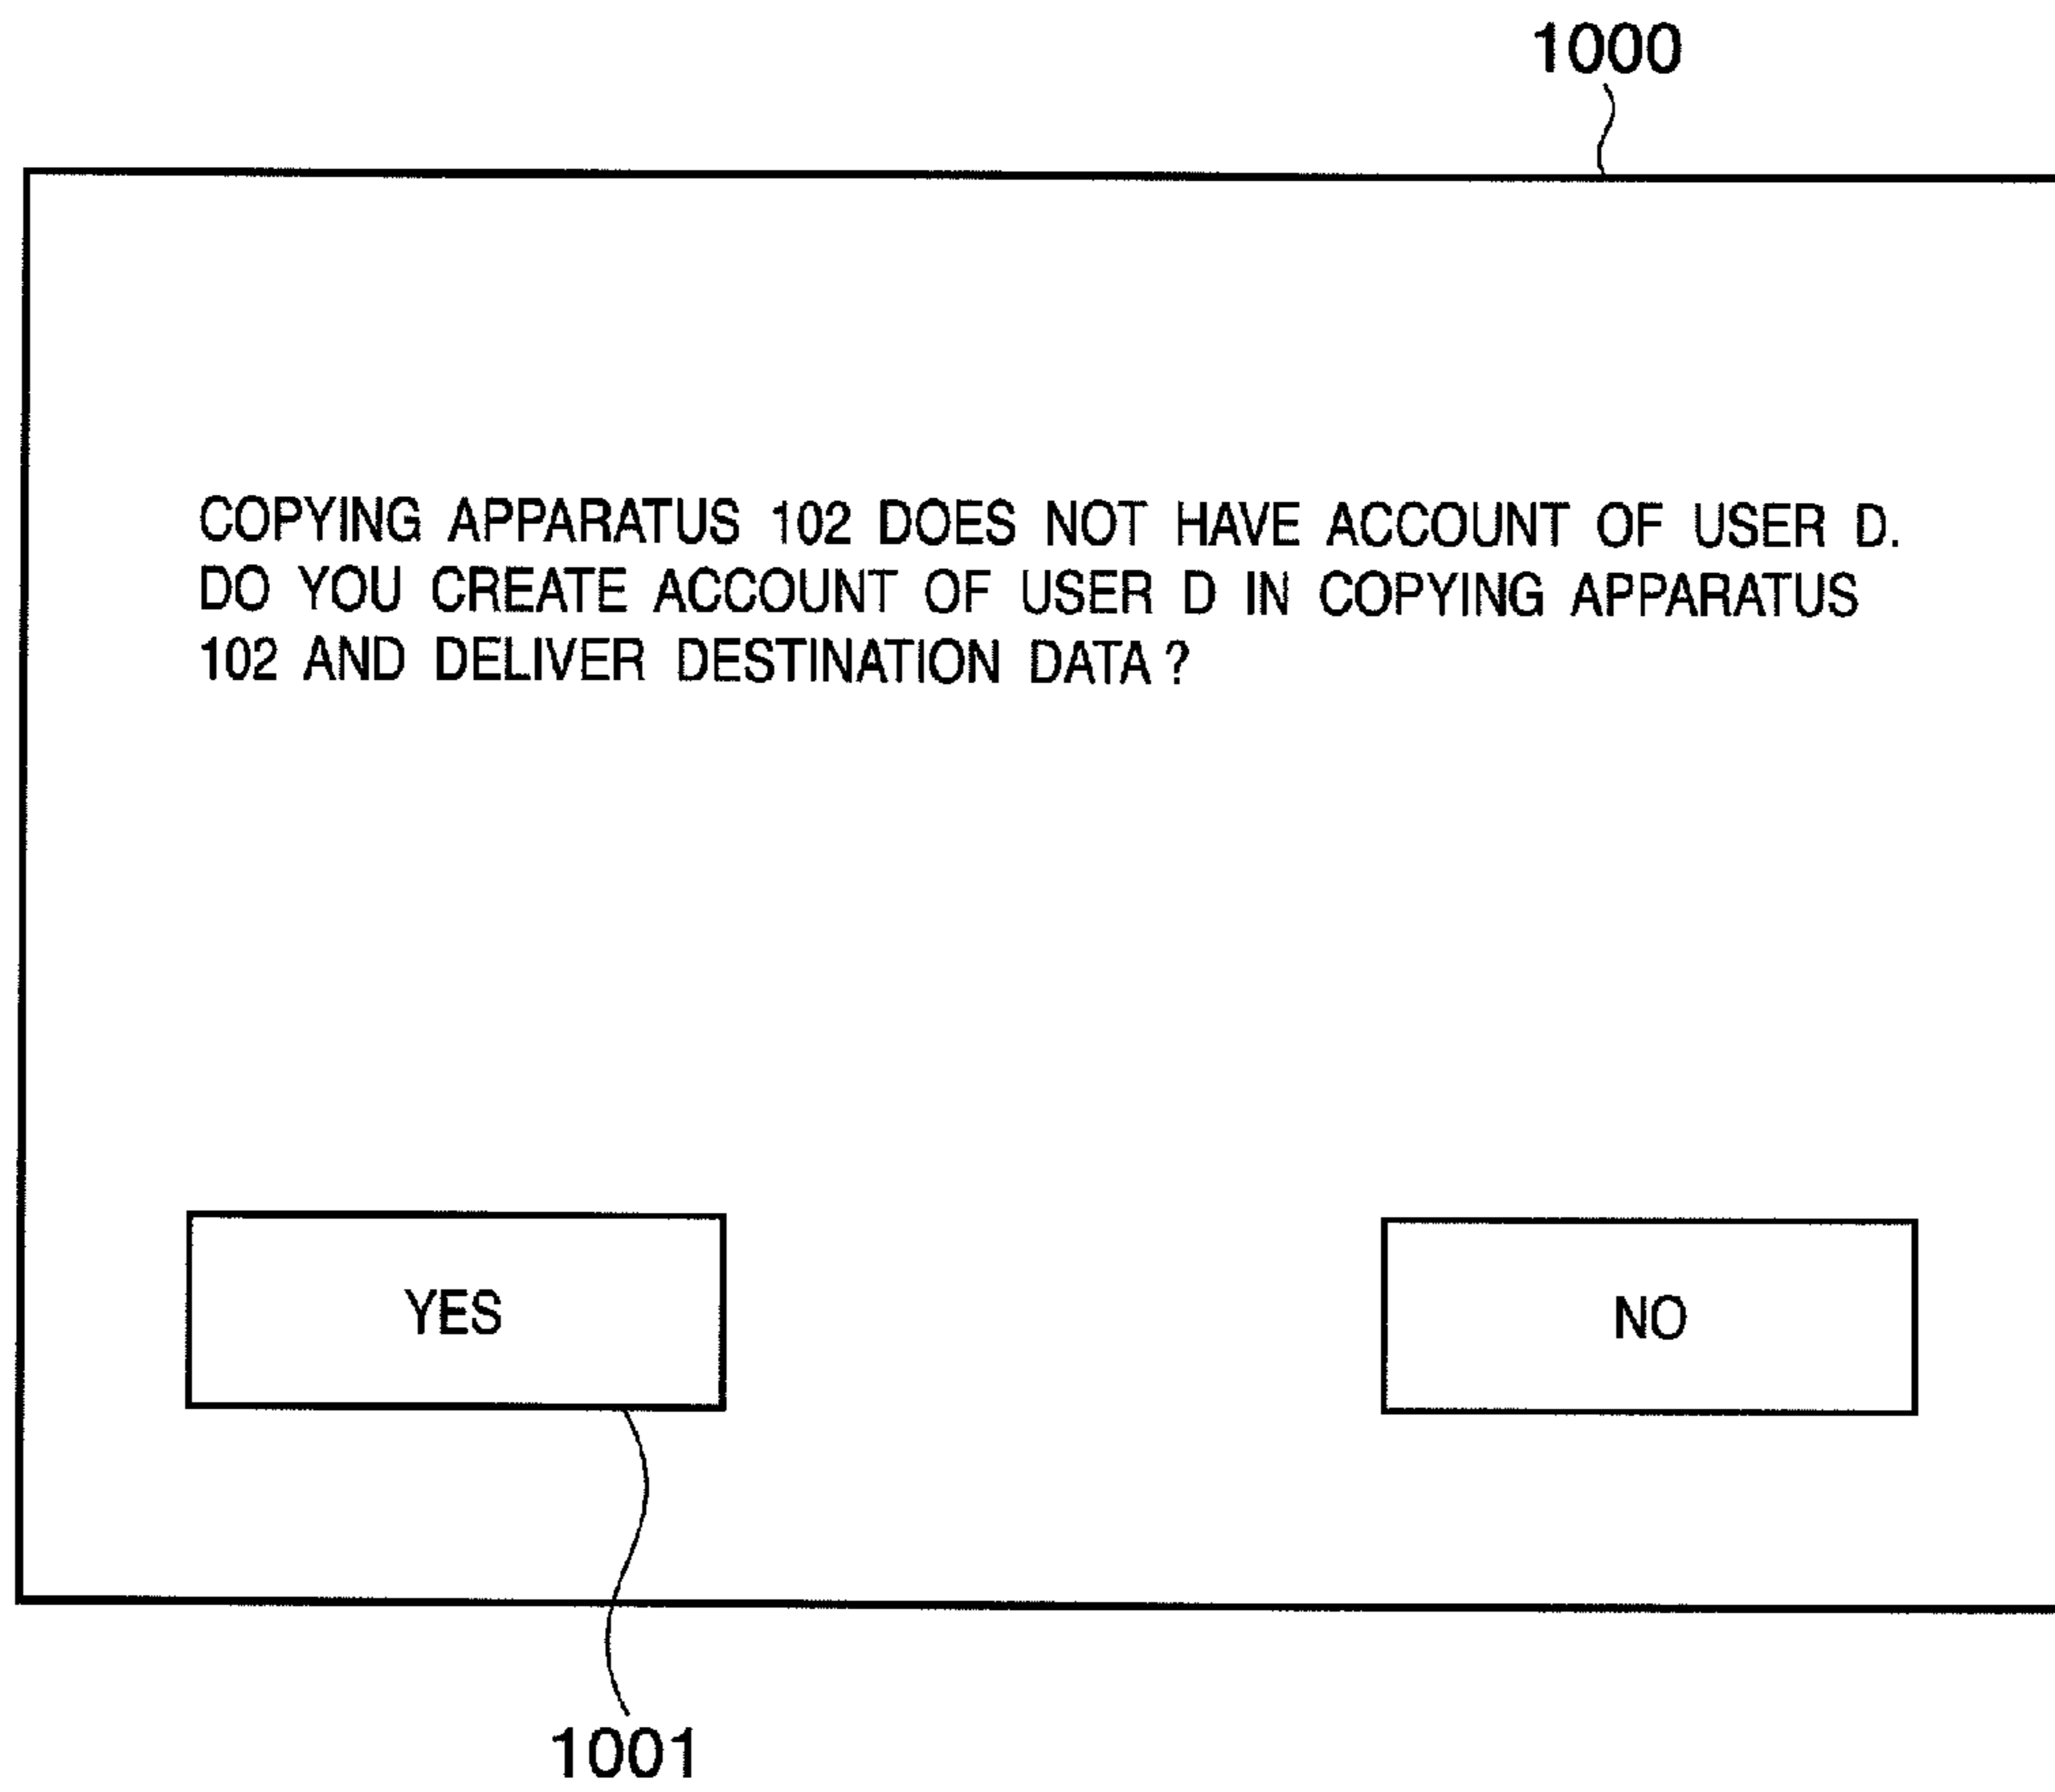 1000
COPYING APPARATUS 102 DOES NOT HAVE ACCOUNT OF USER D.
DO YOU CREATE ACCOUNT OF USER D IN COPYING APPARATUS
102 AND DELIVER DESTINATION DATA ?
YES
NO
1001